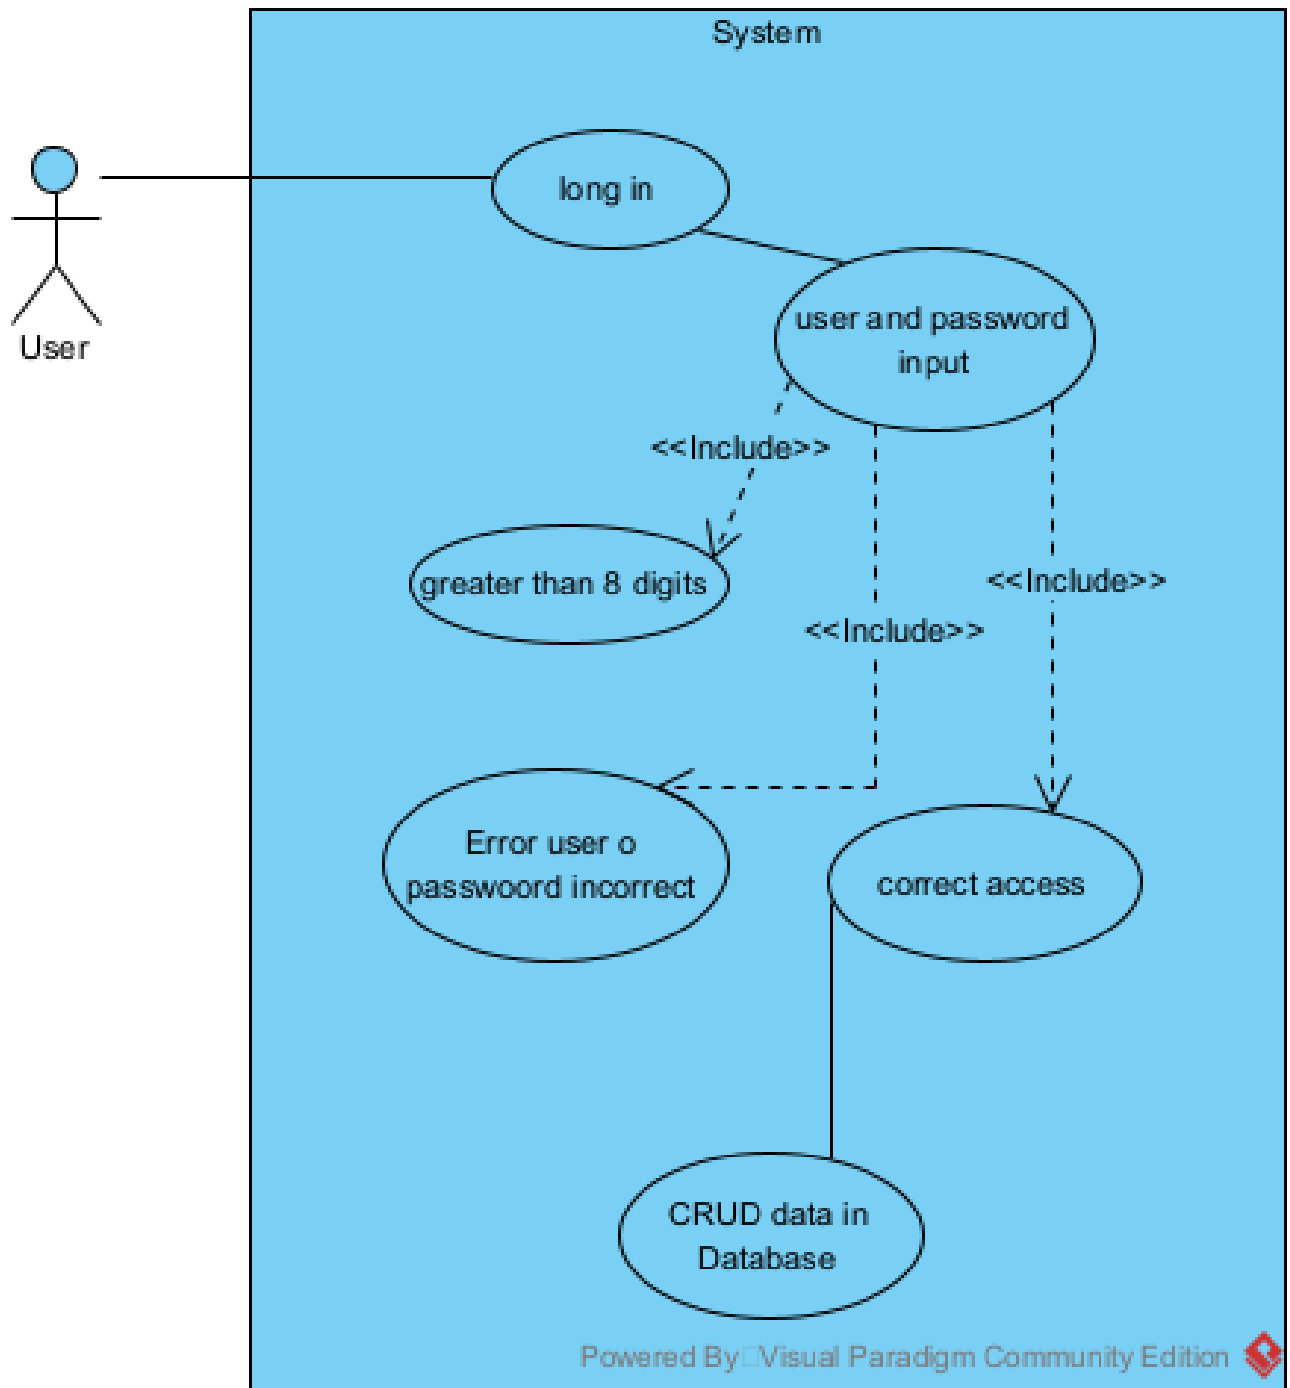 System
long in
User
user and password
input
<<Include>>
greater than 8 digits
<<Include>>
<<Include>>
Error user o
passwoord incorrect
correct access
CRUD data in
Database
Powered By Visual Paradigm Community Edition